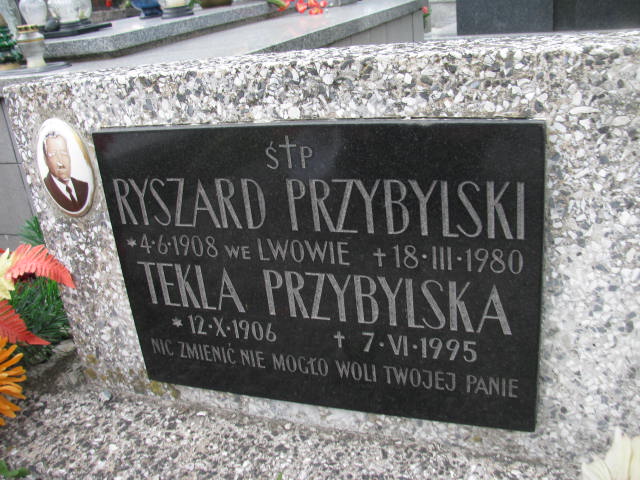 Ś†P
RYSZARD PRZYBYLSKI
*4·6·1908 WE LWOWIE †18·III·1980
TEKLA PRZYBYLSKA
*12·X·1906 †7·VI·1995
NIC ZMIENIĆ NIE MOGŁO WOLI TWOJEJ PANIE